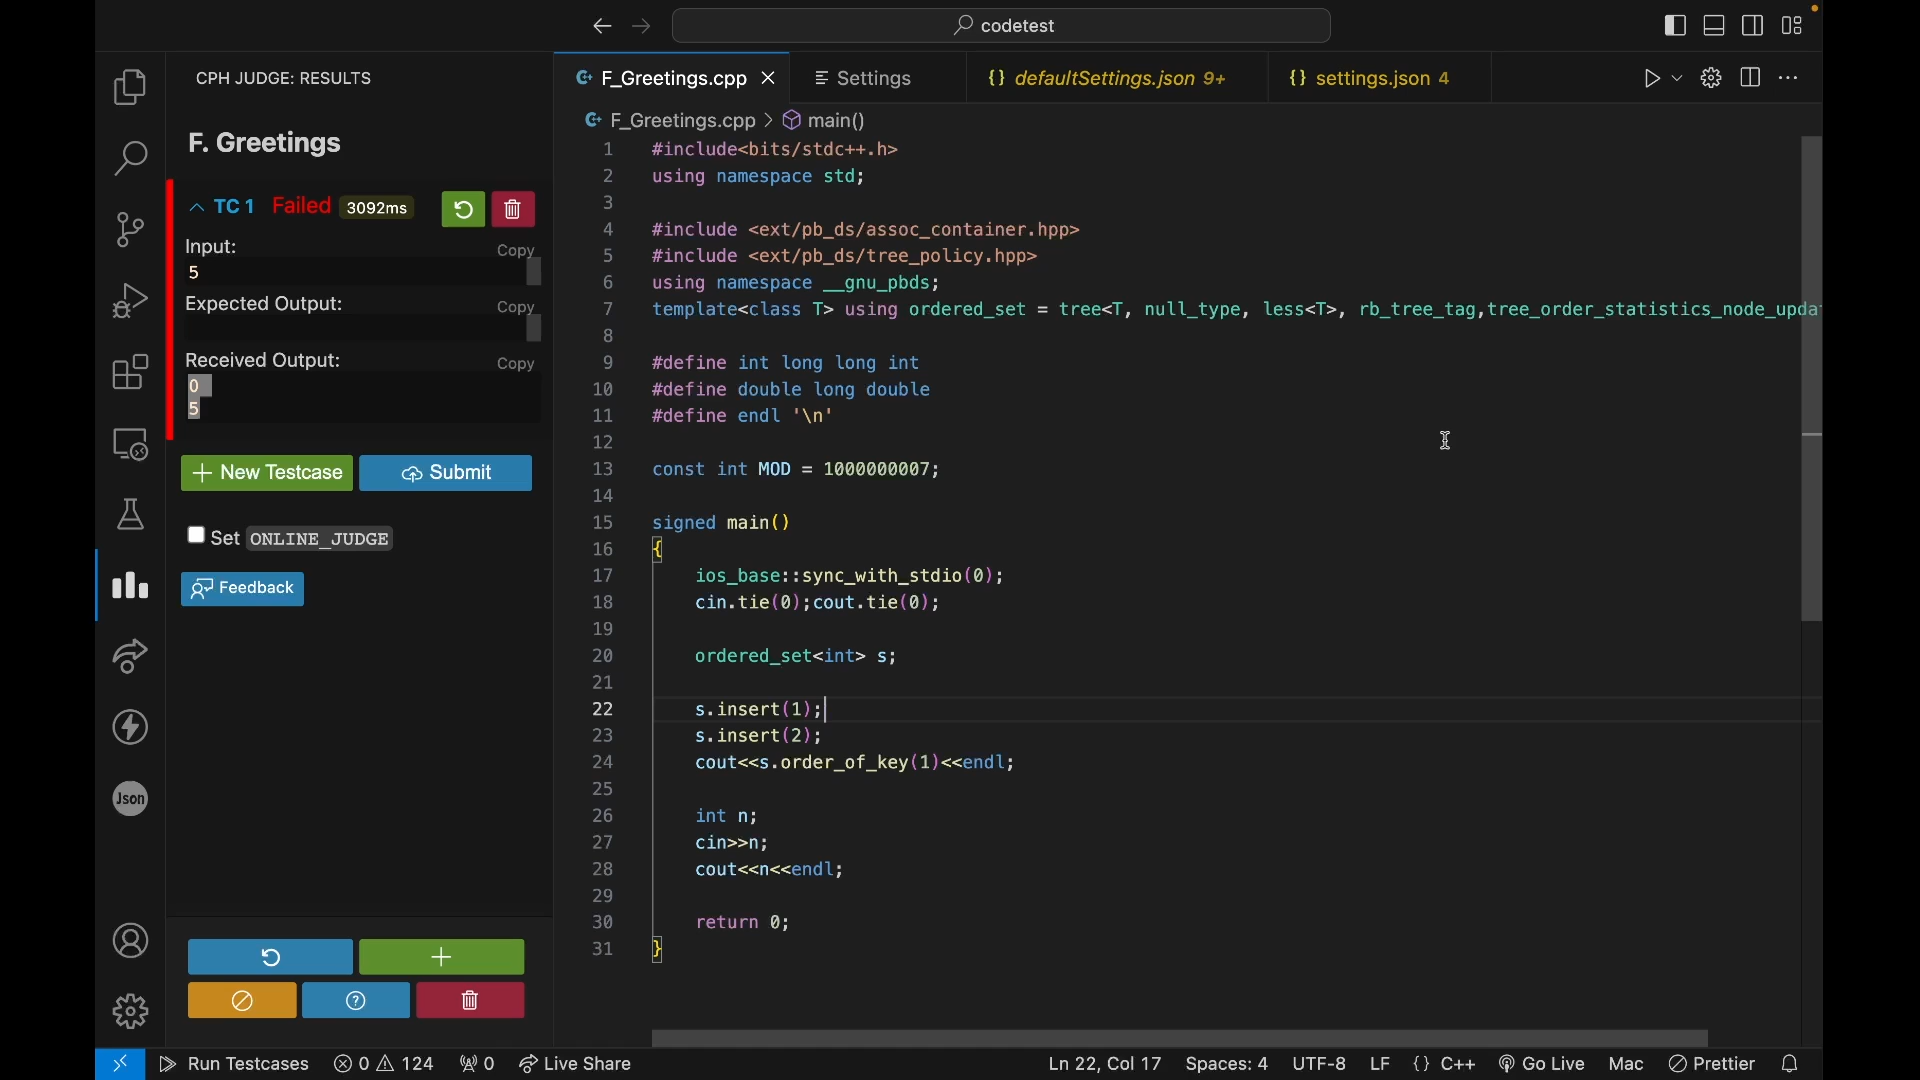 codetest
CPH JUDGE: RESULTS
F_Greetings.cpp
Settings
defaultSettings.json 9+
settings.json 4
F_Greetings.cpp > main()
F. Greetings
TC 1 Failed 3092ms
Input:
Copy
5
Expected Output:
Copy
Received Output:
Copy
0
5
New Testcase
Submit
Set ONLINE_JUDGE
Feedback
Json
1 #include<bits/stdc++.h>
2 using namespace std;
3
4 #include <ext/pb_ds/assoc_container.hpp>
5 #include <ext/pb_ds/tree_policy.hpp>
6 using namespace __gnu_pbds;
7 template<class T> using ordered_set = tree<T, null_type, less<T>, rb_tree_tag,tree_order_statistics_node_upda
8
9 #define int long long int
10 #define double long double
11 #define endl '\n'
12
13 const int MOD = 1000000007;
14
15 signed main()
16 {
17 ios_base::sync_with_stdio(0);
18 cin.tie(0);cout.tie(0);
19
20 ordered_set<int> s;
21
22 s.insert(1);
23 s.insert(2);
24 cout<<s.order_of_key(1)<<endl;
25
26 int n;
27 cin>>n;
28 cout<<n<<endl;
29
30 return 0;
31 }
Run Testcases 0 124 0 Live Share Ln 22, Col 17 Spaces: 4 UTF-8 LF {} C++ Go Live Mac Prettier